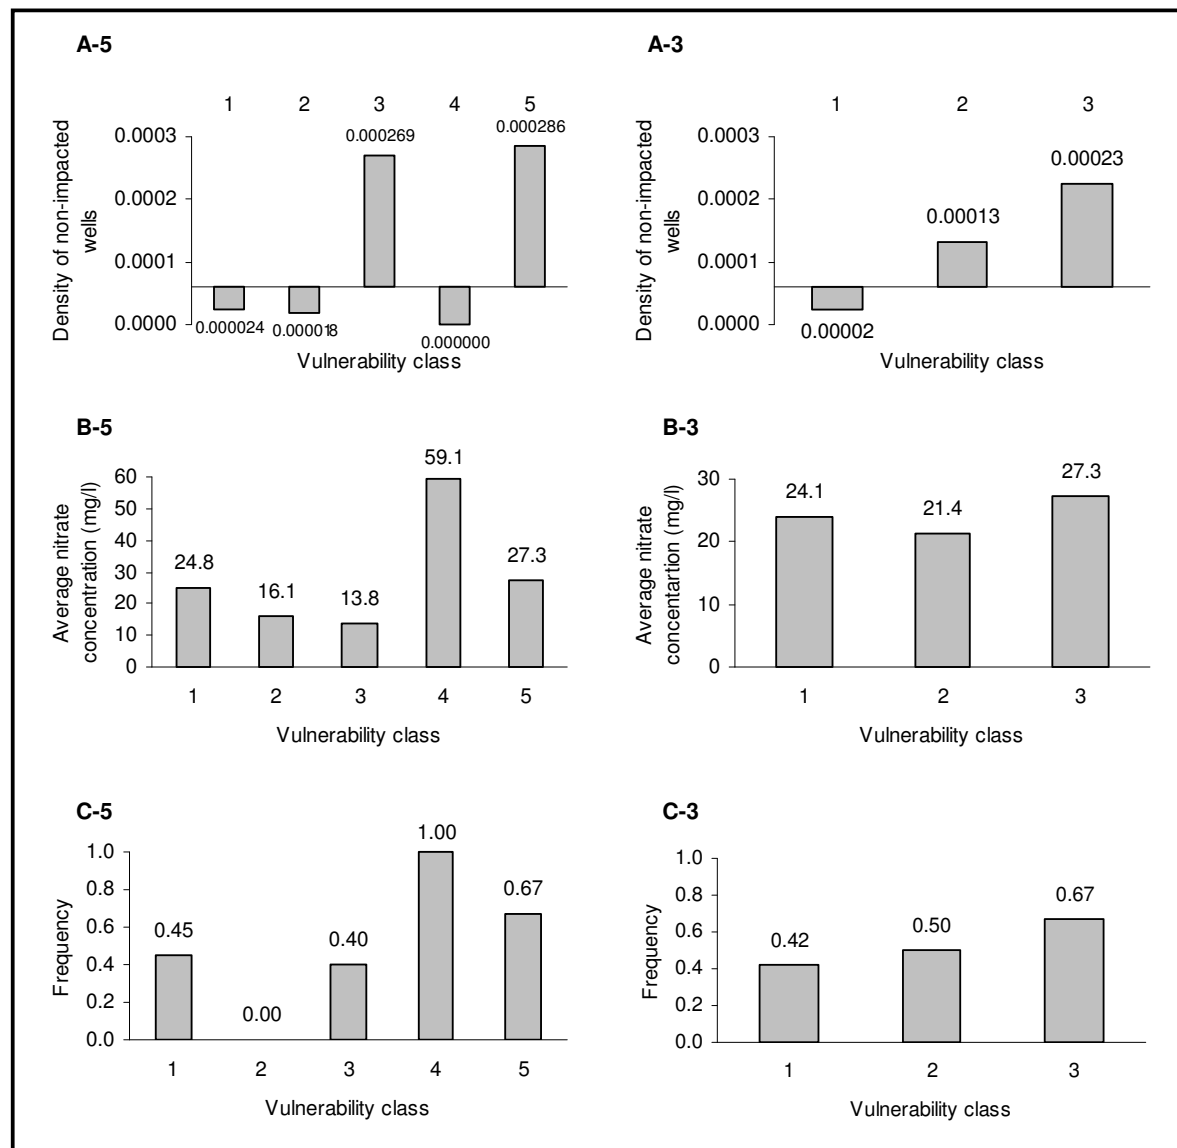 A-5
1 2 3 4 5
0.0003
0.0002
0.0001
0.0000
Density of non-impacted
wells
0.000024 0.000018 0.000269 0.000000 0.000286
Vulnerability class
A-3
1 2 3
0.0003
0.0002
0.0001
0.0000
Density of non-impacted
wells
0.00002 0.00013 0.00023
Vulnerability class
B-5
60
50
40
30
20
10
0
Average nitrate
concentration (mg/l)
24.8 16.1 13.8 59.1 27.3
1 2 3 4 5
Vulnerability class
B-3
30
20
10
0
Average nitrate
concentartion (mg/l)
24.1 21.4 27.3
1 2 3
Vulnerability class
C-5
1.0
0.8
0.6
0.4
0.2
0.0
Frequency
0.45 0.00 0.40 1.00 0.67
1 2 3 4 5
Vulnerability class
C-3
1.0
0.8
0.6
0.4
0.2
0.0
Frequency
0.42 0.50 0.67
1 2 3
Vulnerability class